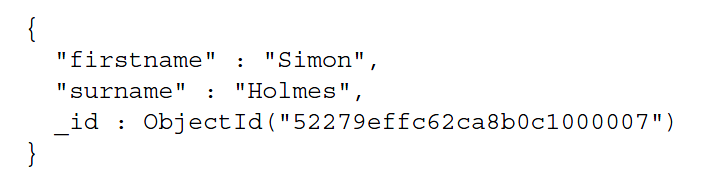 {
"firstname" : "Simon",
"surname" : "Holmes",
_id : ObjectId("52279effc62ca8b0c1000007")
}